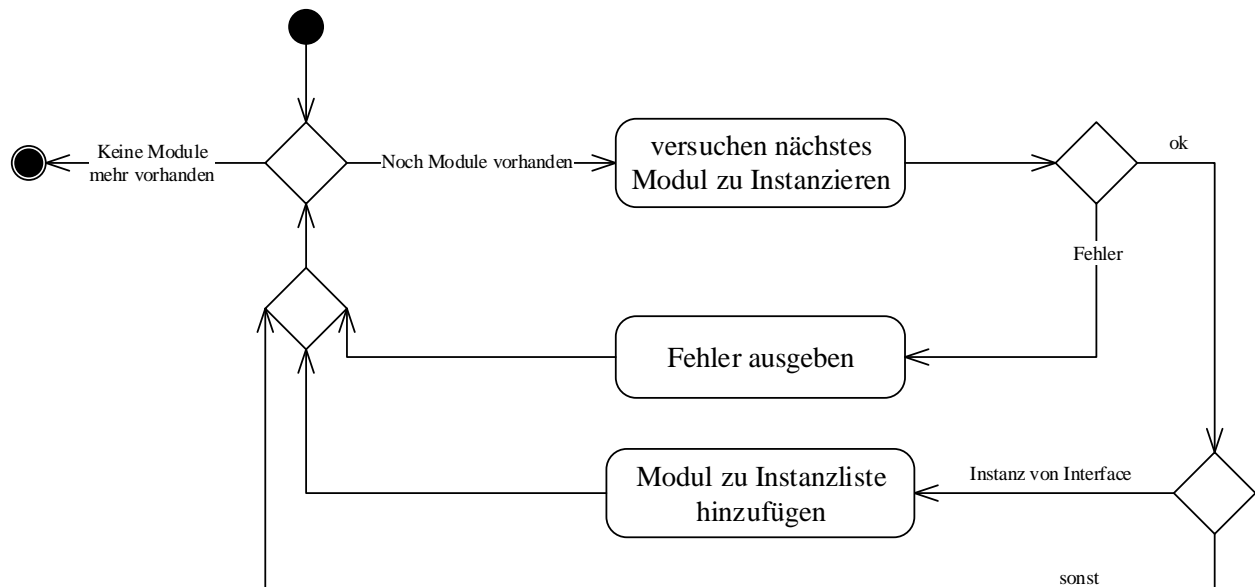 Keine Module
mehr vorhanden
Noch Module vorhanden
versuchen nächstes
Modul zu Instanzieren
ok
Fehler
Fehler ausgeben
Modul zu Instanzliste
hinzufügen
Instanz von Interface
sonst